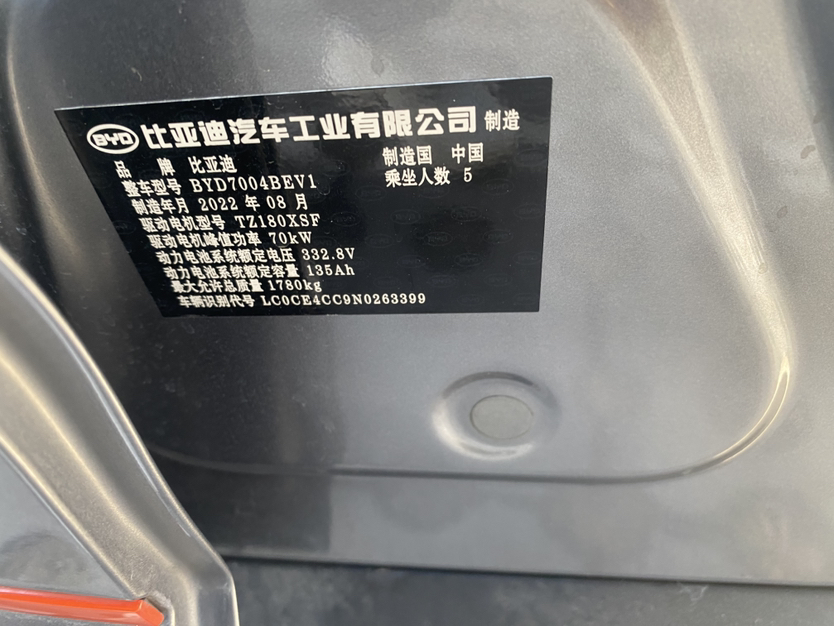 BYD 比亚迪汽车工业有限公司 制造
品牌 比亚迪 制造国 中国
整车型号 BYD7004BEV1 乘坐人数 5
制造年月 2022 年 08 月
驱动电机型号 TZ180XSF
驱动电机峰值功率 70kW
动力电池系统额定电压 332.8V
动力电池系统额定容量 135Ah
最大允许总质量 1780kg
车辆识别代号 LC0CE4CC9N0263399